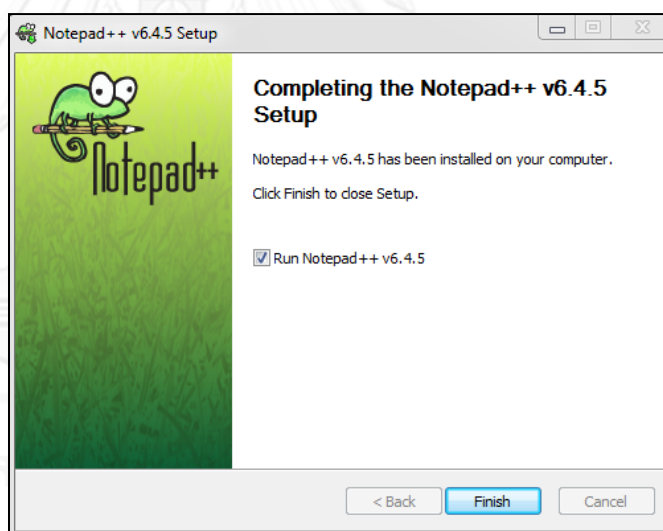 Notepad++ v6.4.5 Setup
Notepad++
Completing the Notepad++ v6.4.5
Setup
Notepad++ v6.4.5 has been installed on your computer.
Click Finish to close Setup.
Run Notepad++ v6.4.5
< Back Finish Cancel